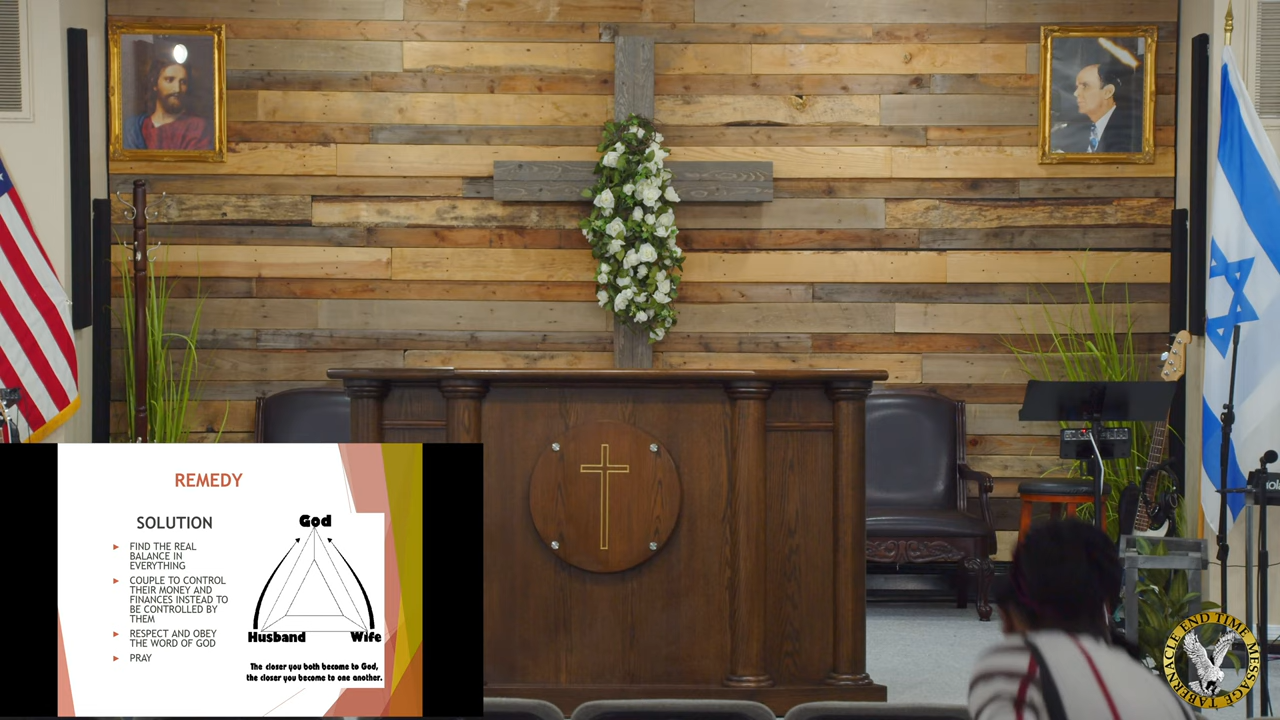 REMEDY
SOLUTION
FIND THE REAL
BALANCE IN
EVERYTHING
COUPLE TO CONTROL
THEIR MONEY AND
FINANCES INSTEAD TO
BE CONTROLLED BY
THEM
RESPECT AND OBEY
THE WORD OF GOD
PRAY
God
Husband Wife
The closer you both become to God,
the closer you become to one another.
END TIME MESSAGE TABERNACLE